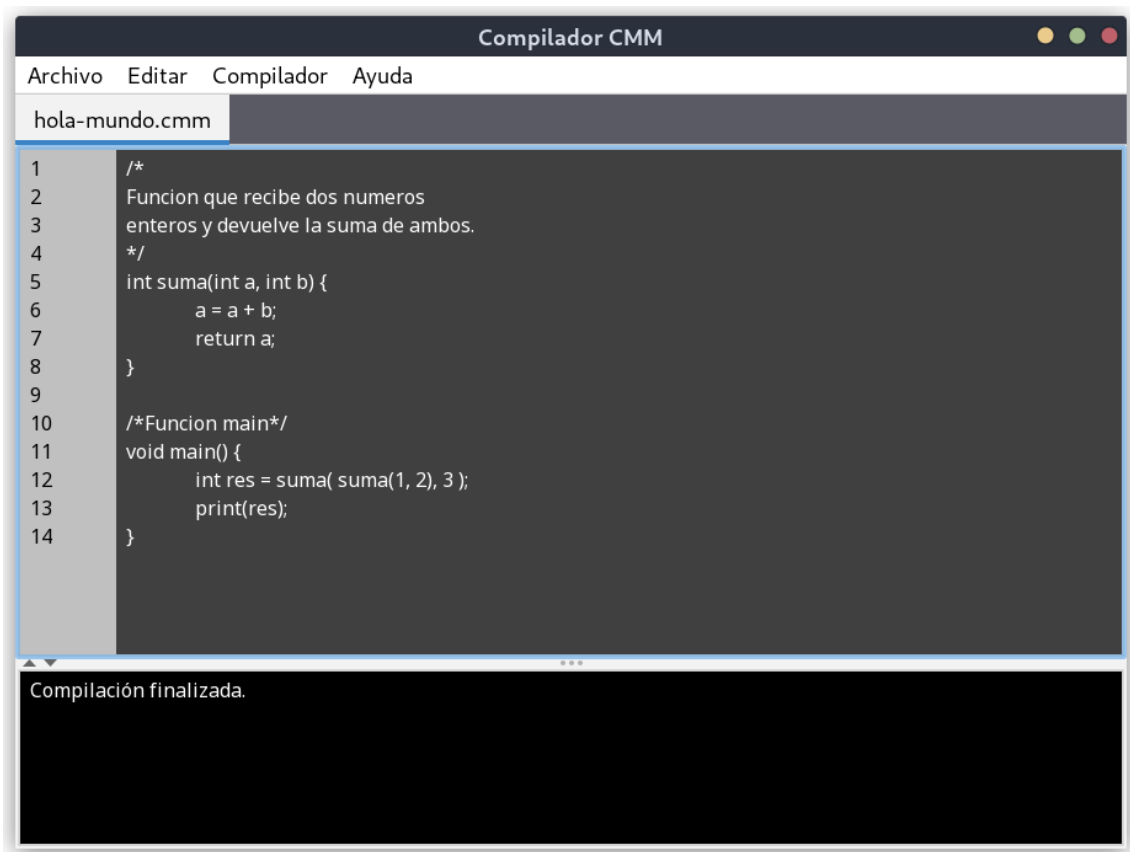 Compilador CMM
Archivo Editar Compilador Ayuda
hola-mundo.cmm
1 /*
2 Funcion que recibe dos numeros
3 enteros y devuelve la suma de ambos.
4 */
5 int suma(int a, int b) {
6 a = a + b;
7 return a;
8 }
9
10 /*Funcion main*/
11 void main() {
12 int res = suma( suma(1, 2), 3 );
13 print(res);
14 }
Compilación finalizada.